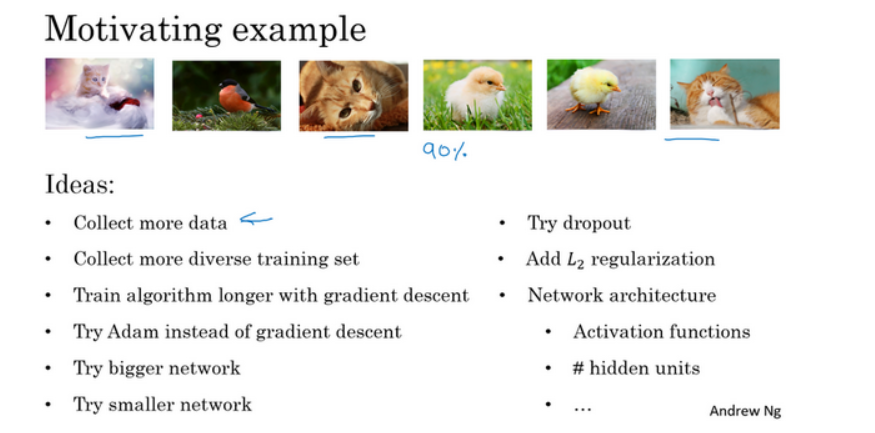 Motivating example
90%
Ideas:
• Collect more data
• Collect more diverse training set
• Train algorithm longer with gradient descent
• Try Adam instead of gradient descent
• Try bigger network
• Try smaller network
• Try dropout
• Add L₂ regularization
• Network architecture
• Activation functions
• # hidden units
• ...
Andrew Ng